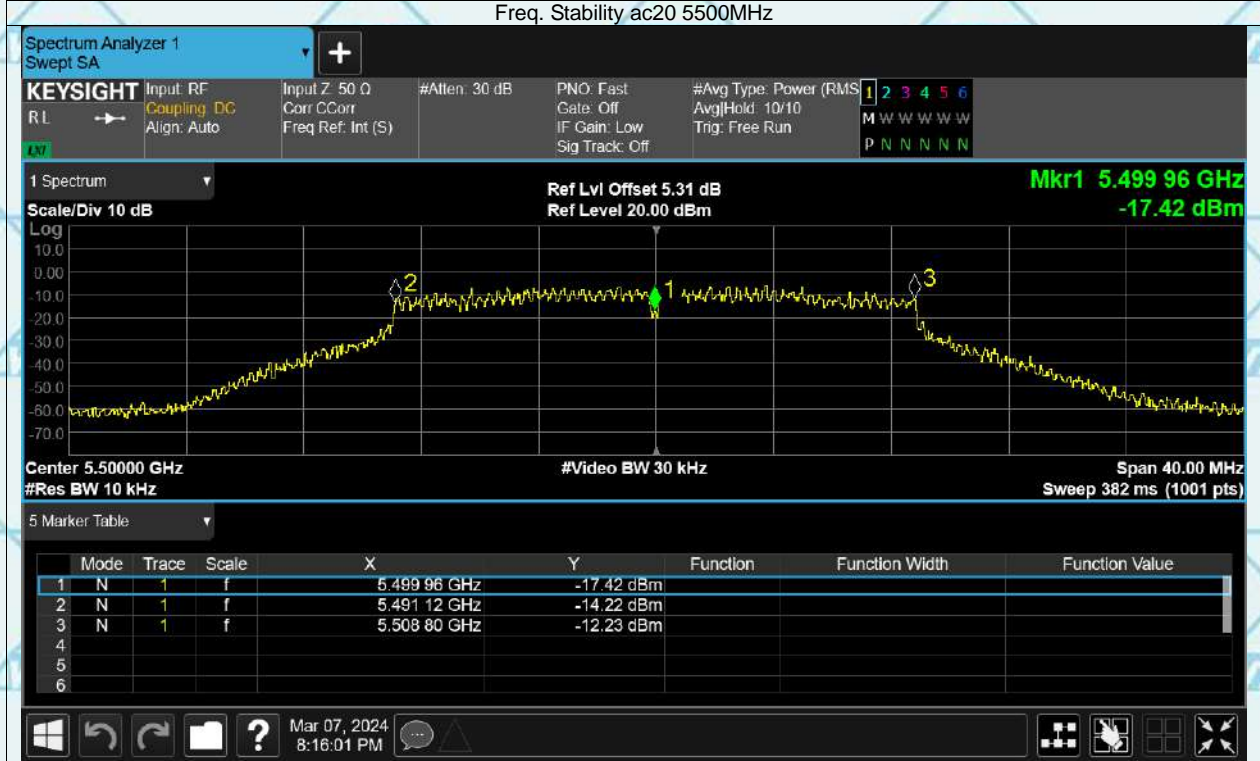 Freq. Stability ac20 5500MHz
Spectrum Analyzer 1
Swept SA
+
KEYSIGHT
RL
LXI
Input: RF
Coupling: DC
Align: Auto
Input Z: 50 Ω
Corr CCorr
Freq Ref: Int (S)
#Atten: 30 dB
PNO: Fast
Gate: Off
IF Gain: Low
Sig Track: Off
#Avg Type: Power (RMS
Avg|Hold: 10/10
Trig: Free Run
1 2 3 4 5 6
M W W W W W
P N N N N N
1 Spectrum
Scale/Div 10 dB
Ref Lvl Offset 5.31 dB
Ref Level 20.00 dBm
Mkr1 5.499 96 GHz
-17.42 dBm
Log
10.0
0.00
-10.0
-20.0
-30.0
-40.0
-50.0
-60.0
-70.0
2
1
3
Center 5.50000 GHz
#Video BW 30 kHz
Span 40.00 MHz
#Res BW 10 kHz
Sweep 382 ms (1001 pts)
5 Marker Table
Mode Trace Scale X Y Function Function Width Function Value
1 N 1 f 5.499 96 GHz -17.42 dBm
2 N 1 f 5.491 12 GHz -14.22 dBm
3 N 1 f 5.508 80 GHz -12.23 dBm
4
5
6
?
Mar 07, 2024
8:16:01 PM